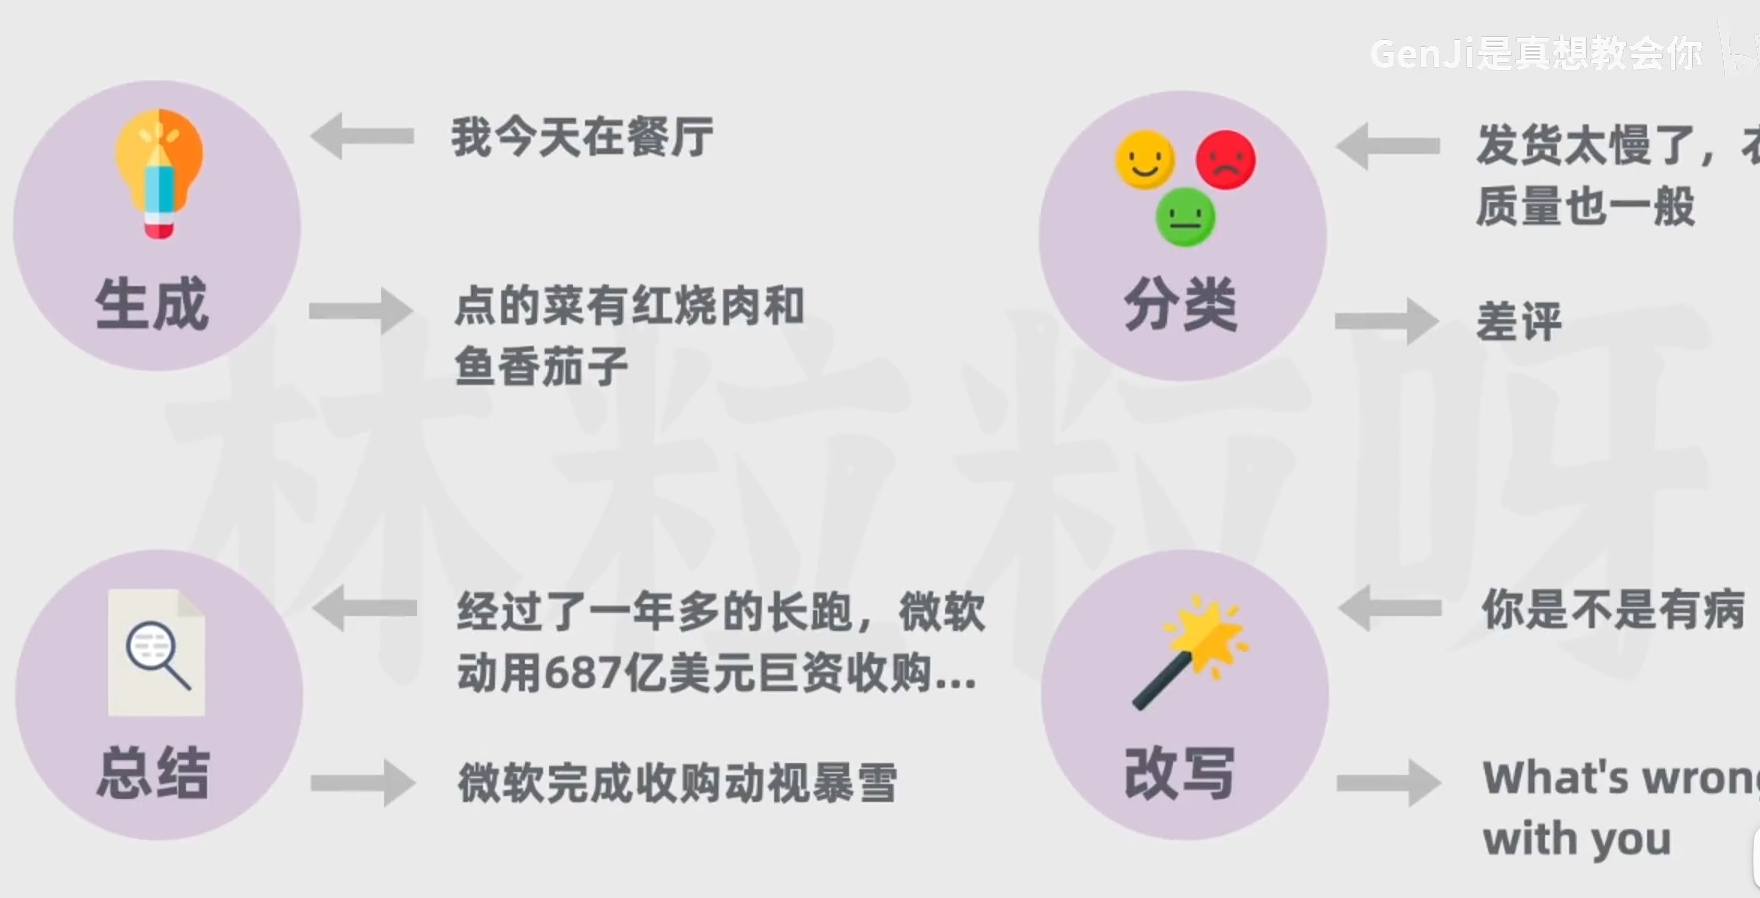 GenJi是真想教会你
我今天在餐厅
生成
点的菜有红烧肉和
鱼香茄子
发货太慢了，
质量也一般
分类
差评
林粒粒呀
经过了一年多的长跑，微软
动用687亿美元巨资收购...
总结
微软完成收购动视暴雪
你是不是有病
改写
What's wrong
with you